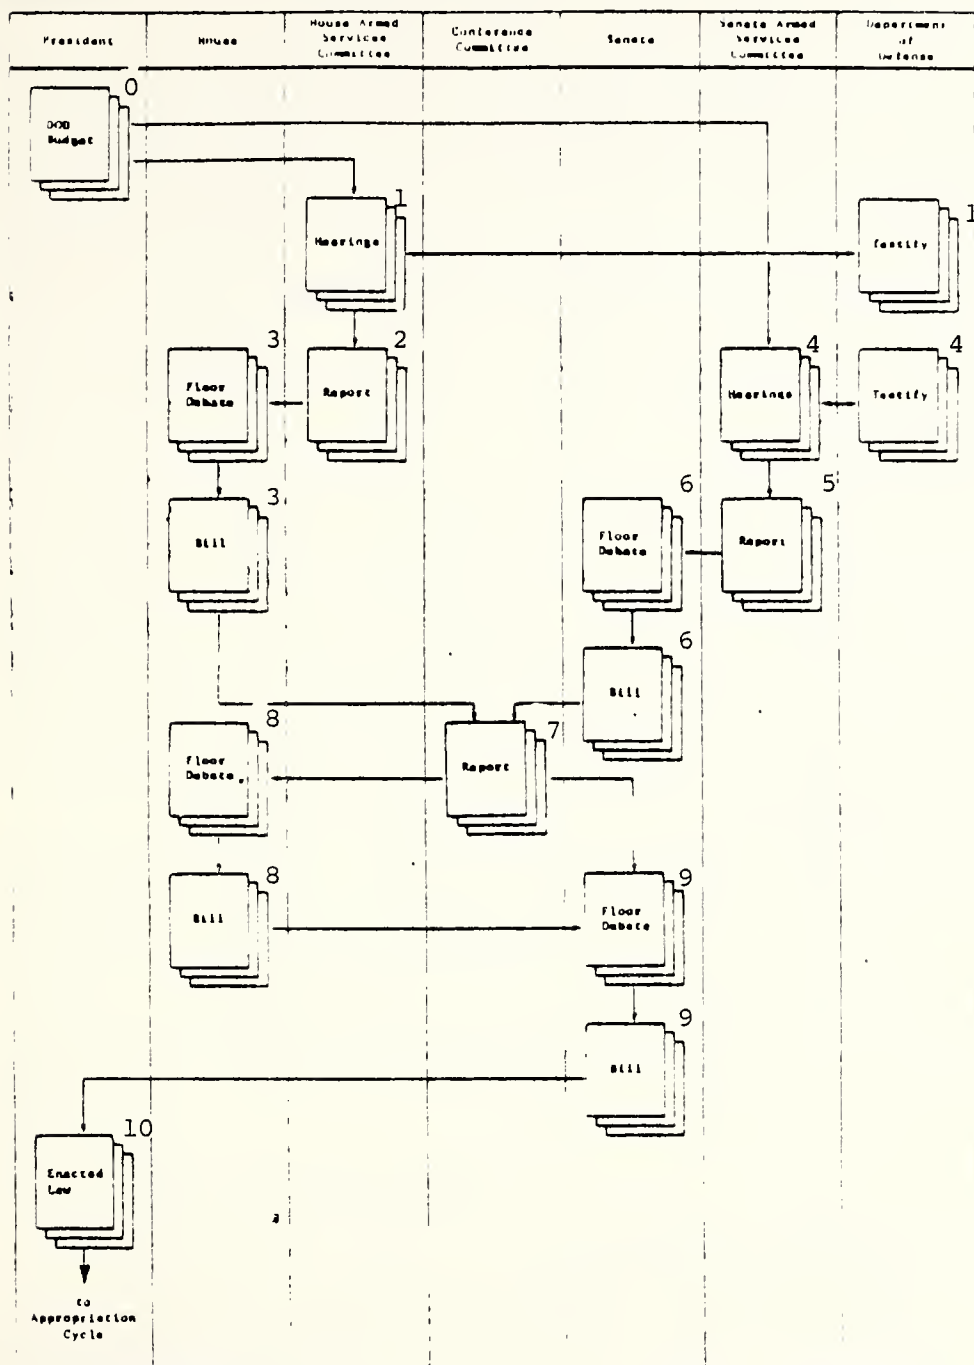 President
House
House Armed
Services
Committee
Conference
Committee
Senate
Senate Armed
Services
Committee
Department
of
Defense
0
DOD
Budget
1
Hearings
1
Testify
3
Floor
Debate
2
Report
4
Hearings
4
Testify
3
Bill
6
Floor
Debate
5
Report
6
Bill
8
Floor
Debate
7
Report
8
Bill
9
Floor
Debate
9
Bill
10
Enacted
Law
to
Appropriation
Cycle